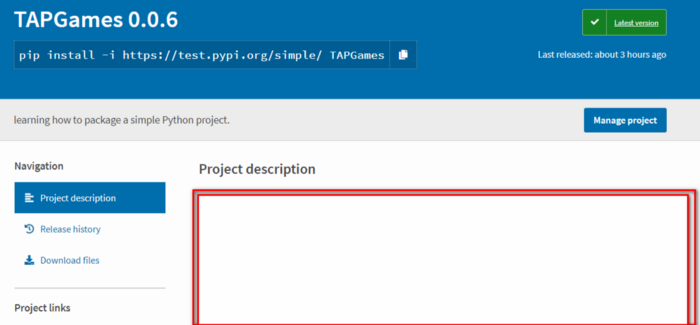 TAPGames 0.0.6
Latest version
pip install -i https://test.pypi.org/simple/ TAPGames
Last released: about 3 hours ago
learning how to package a simple Python project.
Manage project
Navigation
Project description
Project description
Release history
Download files
Project links